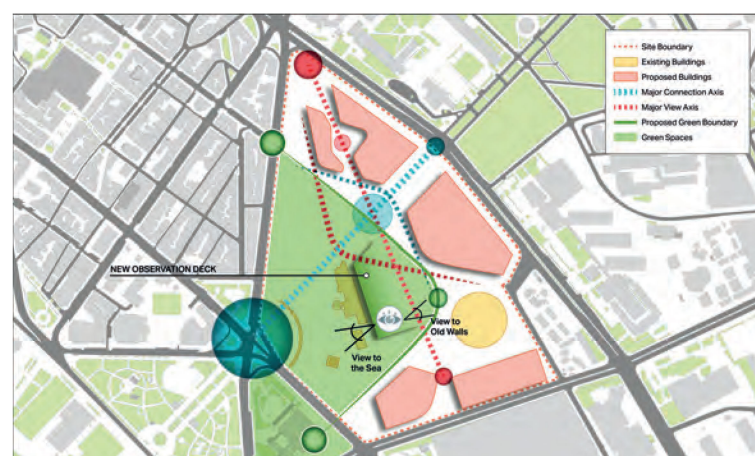 Site Boundary
Existing Buildings
Proposed Buildings
Major Connection Axis
Major View Axis
Proposed Green Boundary
Green Spaces
NEW OBSERVATION DECK
View to
Old Walls
View to
the Sea